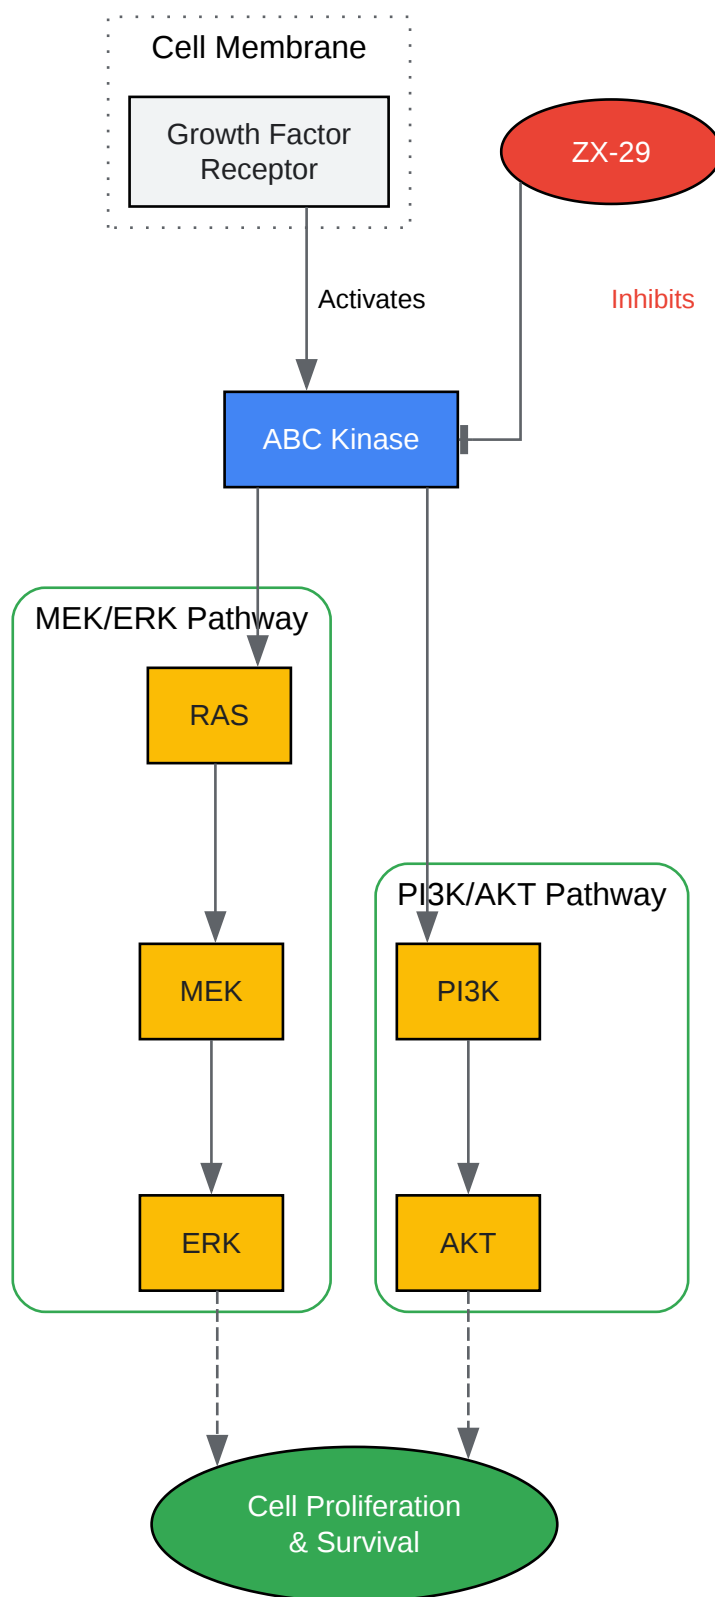 Cell Membrane
Growth Factor
Receptor
ZX-29
Activates
Inhibits
ABC Kinase
MEK/ERK Pathway
RAS
PI3K/AKT Pathway
MEK
PI3K
ERK
AKT
Cell Proliferation
& Survival